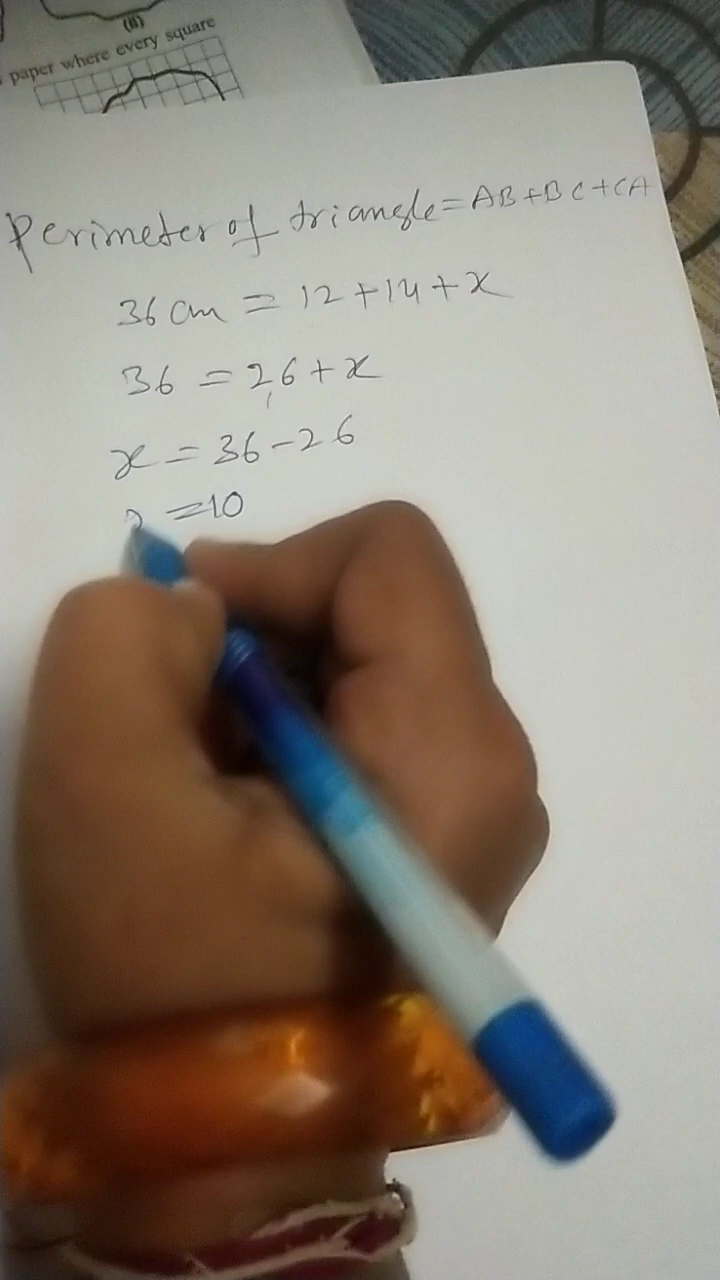 (ii)
paper where every square
Perimeter of triangle = AB + BC + CA
36 cm = 12 + 14 + x
36 = 26 + x
x = 36 - 26
= 10